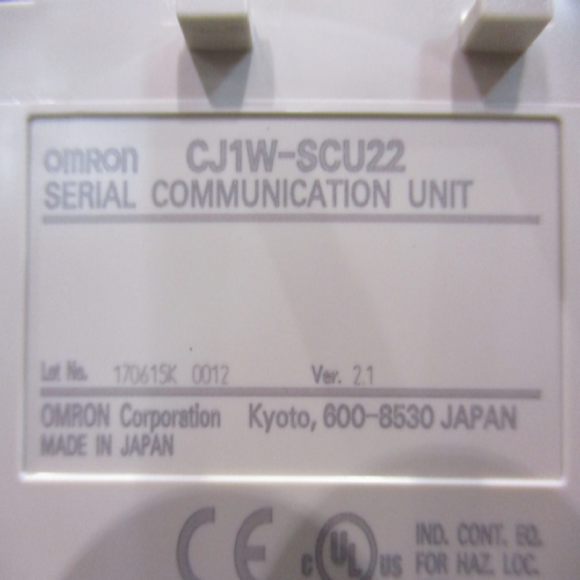 omron CJ1W-SCU22
SERIAL COMMUNICATION UNIT
Lot No. 170615K 0012 Ver. 2.1
OMRON Corporation Kyoto, 600-8530 JAPAN
MADE IN JAPAN
CE C UL US IND. CONT. EQ.
FOR HAZ. LOC.